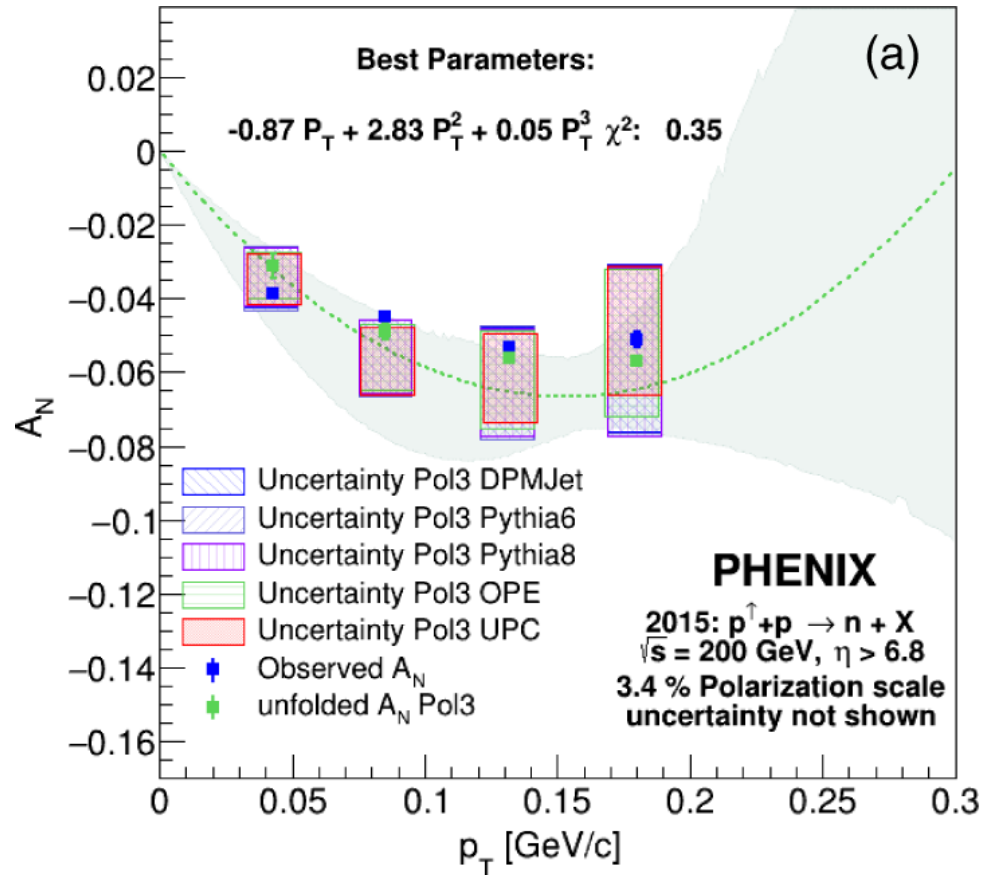 (a)
Best Parameters:
-0.87 P_T + 2.83 P_T^2 + 0.05 P_T^3 χ²: 0.35
0.02
0
−0.02
−0.04
−0.06
−0.08
−0.1
−0.12
−0.14
−0.16
A_N
Uncertainty Pol3 DPMJet
Uncertainty Pol3 Pythia6
Uncertainty Pol3 Pythia8
Uncertainty Pol3 OPE
Uncertainty Pol3 UPC
Observed A_N
unfolded A_N Pol3
PHENIX
2015: p^↑+p → n + X
√s = 200 GeV, η > 6.8
3.4 % Polarization scale
uncertainty not shown
0 0.05 0.1 0.15 0.2 0.25 0.3
p_T [GeV/c]